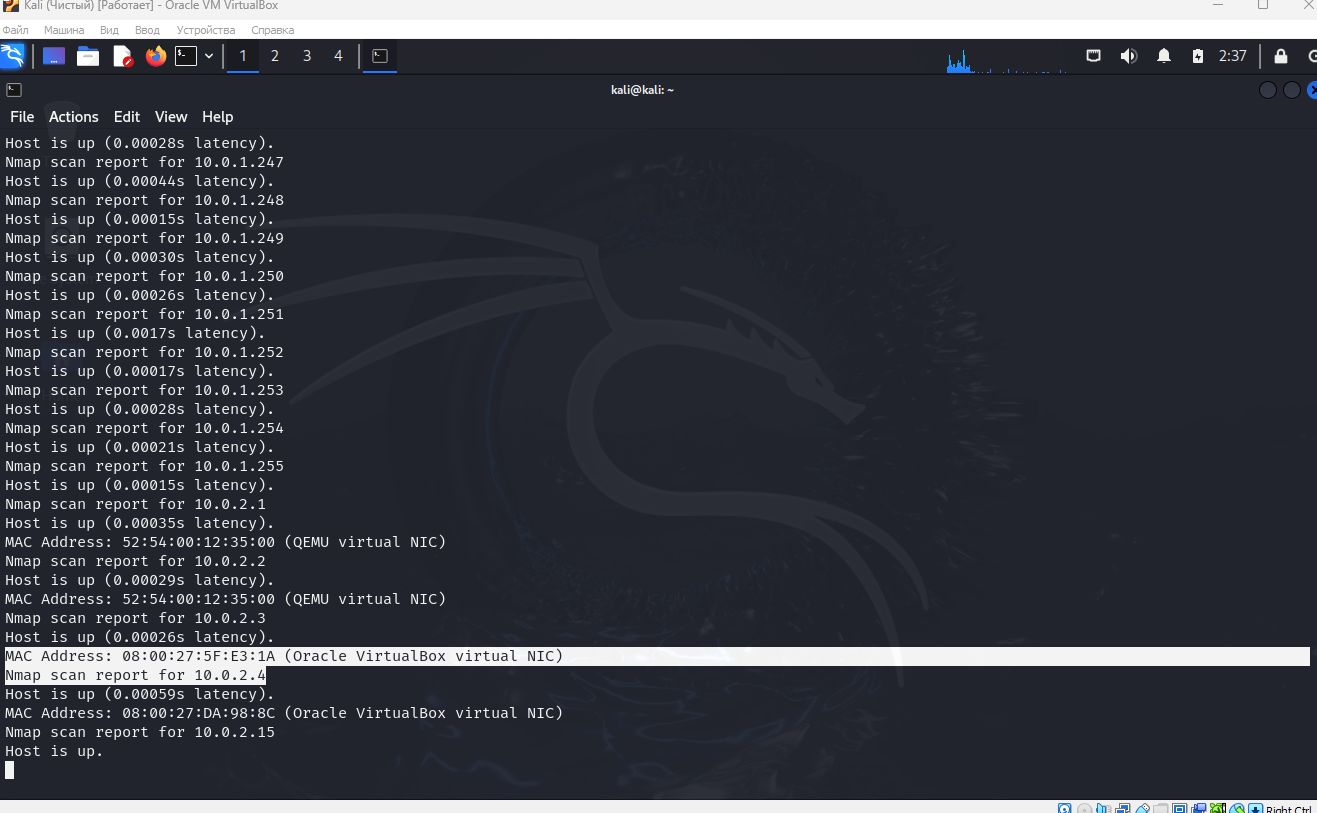 Kali (Чистый) [Работает] - Oracle VM VirtualBox
Файл Машина Вид Ввод Устройства Справка
1 2 3 4 2:37
kali@kali: ~
File Actions Edit View Help
Host is up (0.00028s latency).
Nmap scan report for 10.0.1.247
Host is up (0.00044s latency).
Nmap scan report for 10.0.1.248
Host is up (0.00015s latency).
Nmap scan report for 10.0.1.249
Host is up (0.00030s latency).
Nmap scan report for 10.0.1.250
Host is up (0.00026s latency).
Nmap scan report for 10.0.1.251
Host is up (0.0017s latency).
Nmap scan report for 10.0.1.252
Host is up (0.00017s latency).
Nmap scan report for 10.0.1.253
Host is up (0.00028s latency).
Nmap scan report for 10.0.1.254
Host is up (0.00021s latency).
Nmap scan report for 10.0.1.255
Host is up (0.00015s latency).
Nmap scan report for 10.0.2.1
Host is up (0.00035s latency).
MAC Address: 52:54:00:12:35:00 (QEMU virtual NIC)
Nmap scan report for 10.0.2.2
Host is up (0.00029s latency).
MAC Address: 52:54:00:12:35:00 (QEMU virtual NIC)
Nmap scan report for 10.0.2.3
Host is up (0.00026s latency).
MAC Address: 08:00:27:5F:E3:1A (Oracle VirtualBox virtual NIC)
Nmap scan report for 10.0.2.4
Host is up (0.00059s latency).
MAC Address: 08:00:27:DA:98:8C (Oracle VirtualBox virtual NIC)
Nmap scan report for 10.0.2.15
Host is up.
Right Ctrl